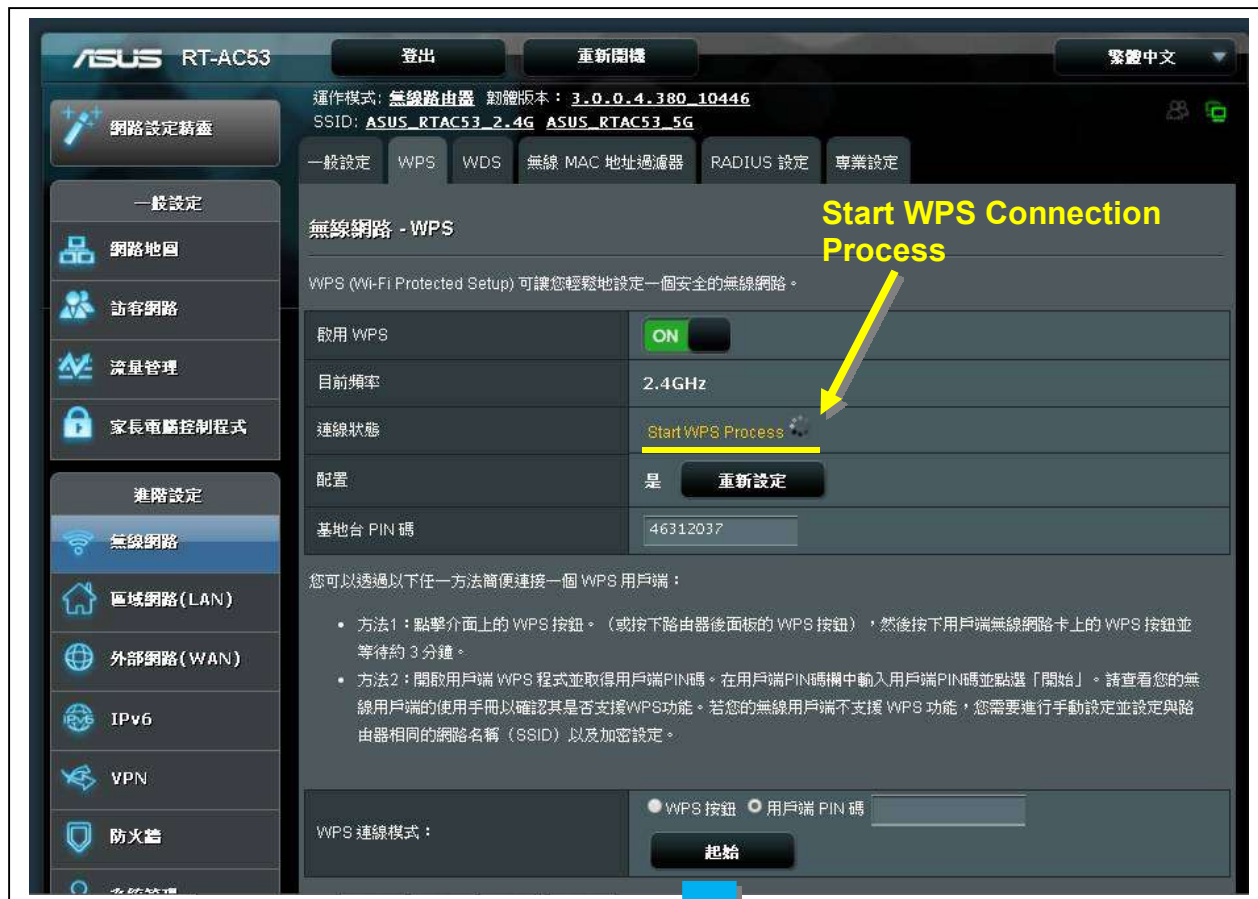 ASUS RT-AC53 登出 重新開機 繁體中文
運作模式: 無線路由器 韌體版本: 3.0.0.4.380_10446
SSID: ASUS_RTAC53_2.4G ASUS_RTAC53_5G
網路設定精靈
一般設定 WPS WDS 無線 MAC 地址過濾器 RADIUS 設定 專業設定
一般設定
網路地圖
訪客網路
流量管理
家長電腦控制程式
進階設定
無線網路
區域網路(LAN)
外部網路(WAN)
IPv6
VPN
防火牆
Start WPS Connection
Process
無線網路 - WPS
WPS (Wi-Fi Protected Setup) 可讓您輕鬆地設定一個安全的無線網路。
啟用 WPS ON
目前頻率 2.4GHz
連線狀態 Start WPS Process
配置 是 重新設定
基地台 PIN 碼 46312037
您可以透過以下任一方法簡便連接一個 WPS 用戶端：
• 方法1：點擊介面上的 WPS 按鈕。（或按下路由器後面板的 WPS 按鈕），然後按下用戶端無線網路卡上的 WPS 按鈕並
等待約 3 分鐘。
• 方法2：開啟用戶端 WPS 程式並取得用戶端PIN碼。在用戶端PIN碼欄中輸入用戶端PIN碼並點選「開始」。請查看您的無
線用戶端的使用手冊以確認其是否支援WPS功能。若您的無線用戶端不支援 WPS 功能，您需要進行手動設定並設定與路
由器相同的網路名稱（SSID）以及加密設定。
WPS 連線模式： WPS 按鈕 用戶端 PIN 碼
起始